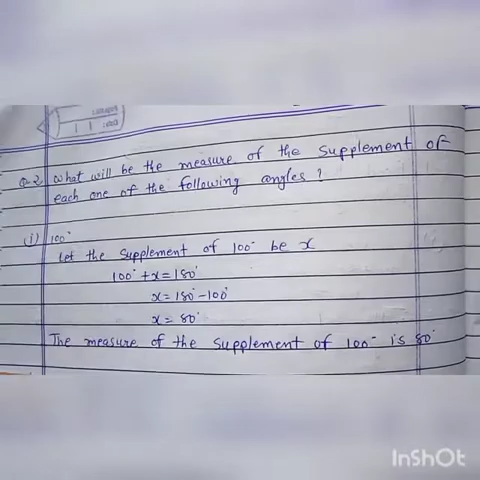 Q.2 What will be the measure of the supplement of
each one of the following angles?
(i) 100°
Let the supplement of 100° be x
100° + x = 180°
x = 180° - 100°
x = 80°
The measure of the supplement of 100° is 80°
InShOt